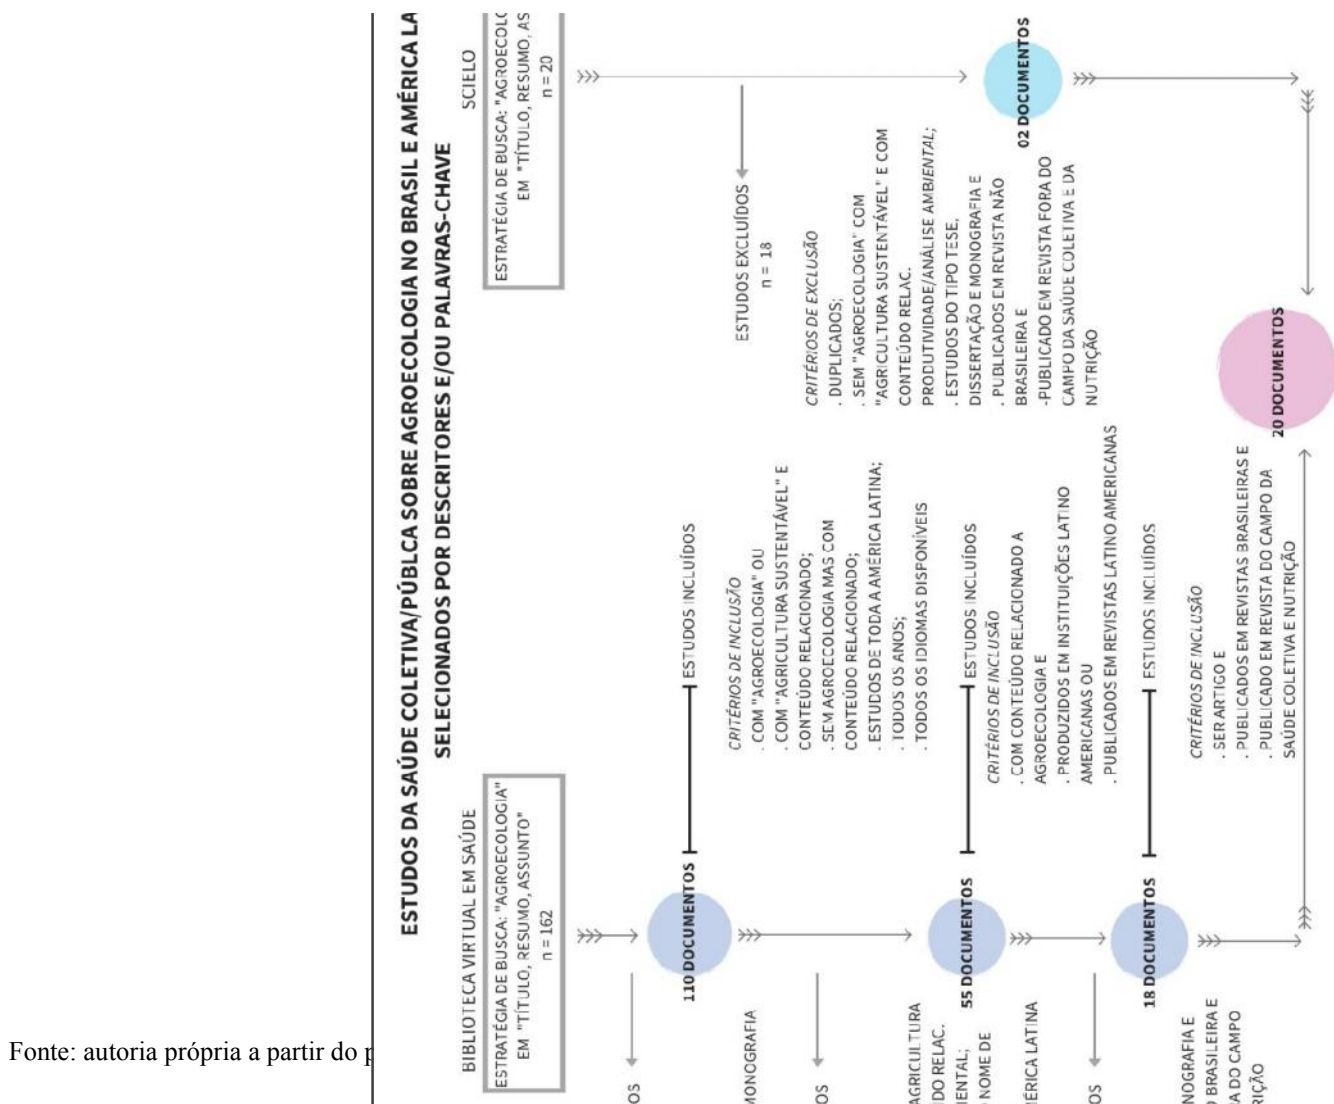 ESTUDOS DA SAÚDE COLETIVA/PÚBLCA SOBRE AGROECOLOGIA NO BRASIL E AMÉRICA LA
SELECIONADOS POR DESCRITORES E/OU PALAVRAS-CHAVE
BIBLIOTECA VIRTUAL EM SAÚDE
ESTRATÉGIA DE BUSCA: "AGROECOLOGIA"
EM "TÍTULO, RESUMO, ASSUNTO"
n = 162
SCIELO
ESTRATÉGIA DE BUSCA: "AGROECOL
EM "TÍTULO, RESUMO, AS
n = 20
OS
110 DOCUMENTOS
ESTUDOS INCLUÍDOS
CRITÉRIOS DE INCLUSÃO
. COM "AGROECOLOGIA" OU
. COM "AGRICULTURA SUSTENTÁVEL" E
CONTEÚDO RELACIONADO;
. SEM AGROECOLOGIA MAS COM
CONTEÚDO RELACIONADO;
. ESTUDOS DE TODA A AMÉRICA LATINA;
. TODOS OS ANOS;
. TODOS OS IDIOMAS DISPONÍVEIS
ESTUDOS EXCLUÍDOS
n = 18
CRITÉRIOS DE EXCLUSÃO
. DUPLICADOS;
. SEM "AGROECOLOGIA" COM
"AGRICULTURA SUSTENTÁVEL" E COM
CONTEÚDO RELAC.
PRODUTIVIDADE/ANÁLISE AMBIENTAL;
. ESTUDOS DO TIPO TESE,
DISSERTAÇÃO E MONOGRAFIA E
. PUBLICADOS EM REVISTA NÃO
BRASILEIRA E
-PUBLICADO EM REVISTA FORA DO
CAMPO DA SAÚDE COLETIVA E DA
NUTRIÇÃO
02 DOCUMENTOS
MONOGRAFIA
OS
AGRICULTURA
DO RELAC.
ENTAL;
NOME DE
55 DOCUMENTOS
ESTUDOS INCLUÍDOS
CRITÉRIOS DE INCLUSÃO
. COM CONTEÚDO RELACIONADO A
AGROECOLOGIA E
. PRODUZIDOS EM INSTITUIÇÕES LATINO
AMERICANAS OU
. PUBLICADOS EM REVISTAS LATINO AMERICANAS
ÉRICA LATINA
OS
18 DOCUMENTOS
ESTUDOS INCLUÍDOS
CRITÉRIOS DE INCLUSÃO
. SER ARTIGO E
. PUBLICADOS EM REVISTAS BRASILEIRAS E
. PUBLICADO EM REVISTA DO CAMPO DA
SAÚDE COLETIVA E NUTRIÇÃO
NOGRAFIA E
BRASILEIRA E
A DO CAMPO
RIÇÃO
20 DOCUMENTOS
Fonte: autoria própria a partir do p